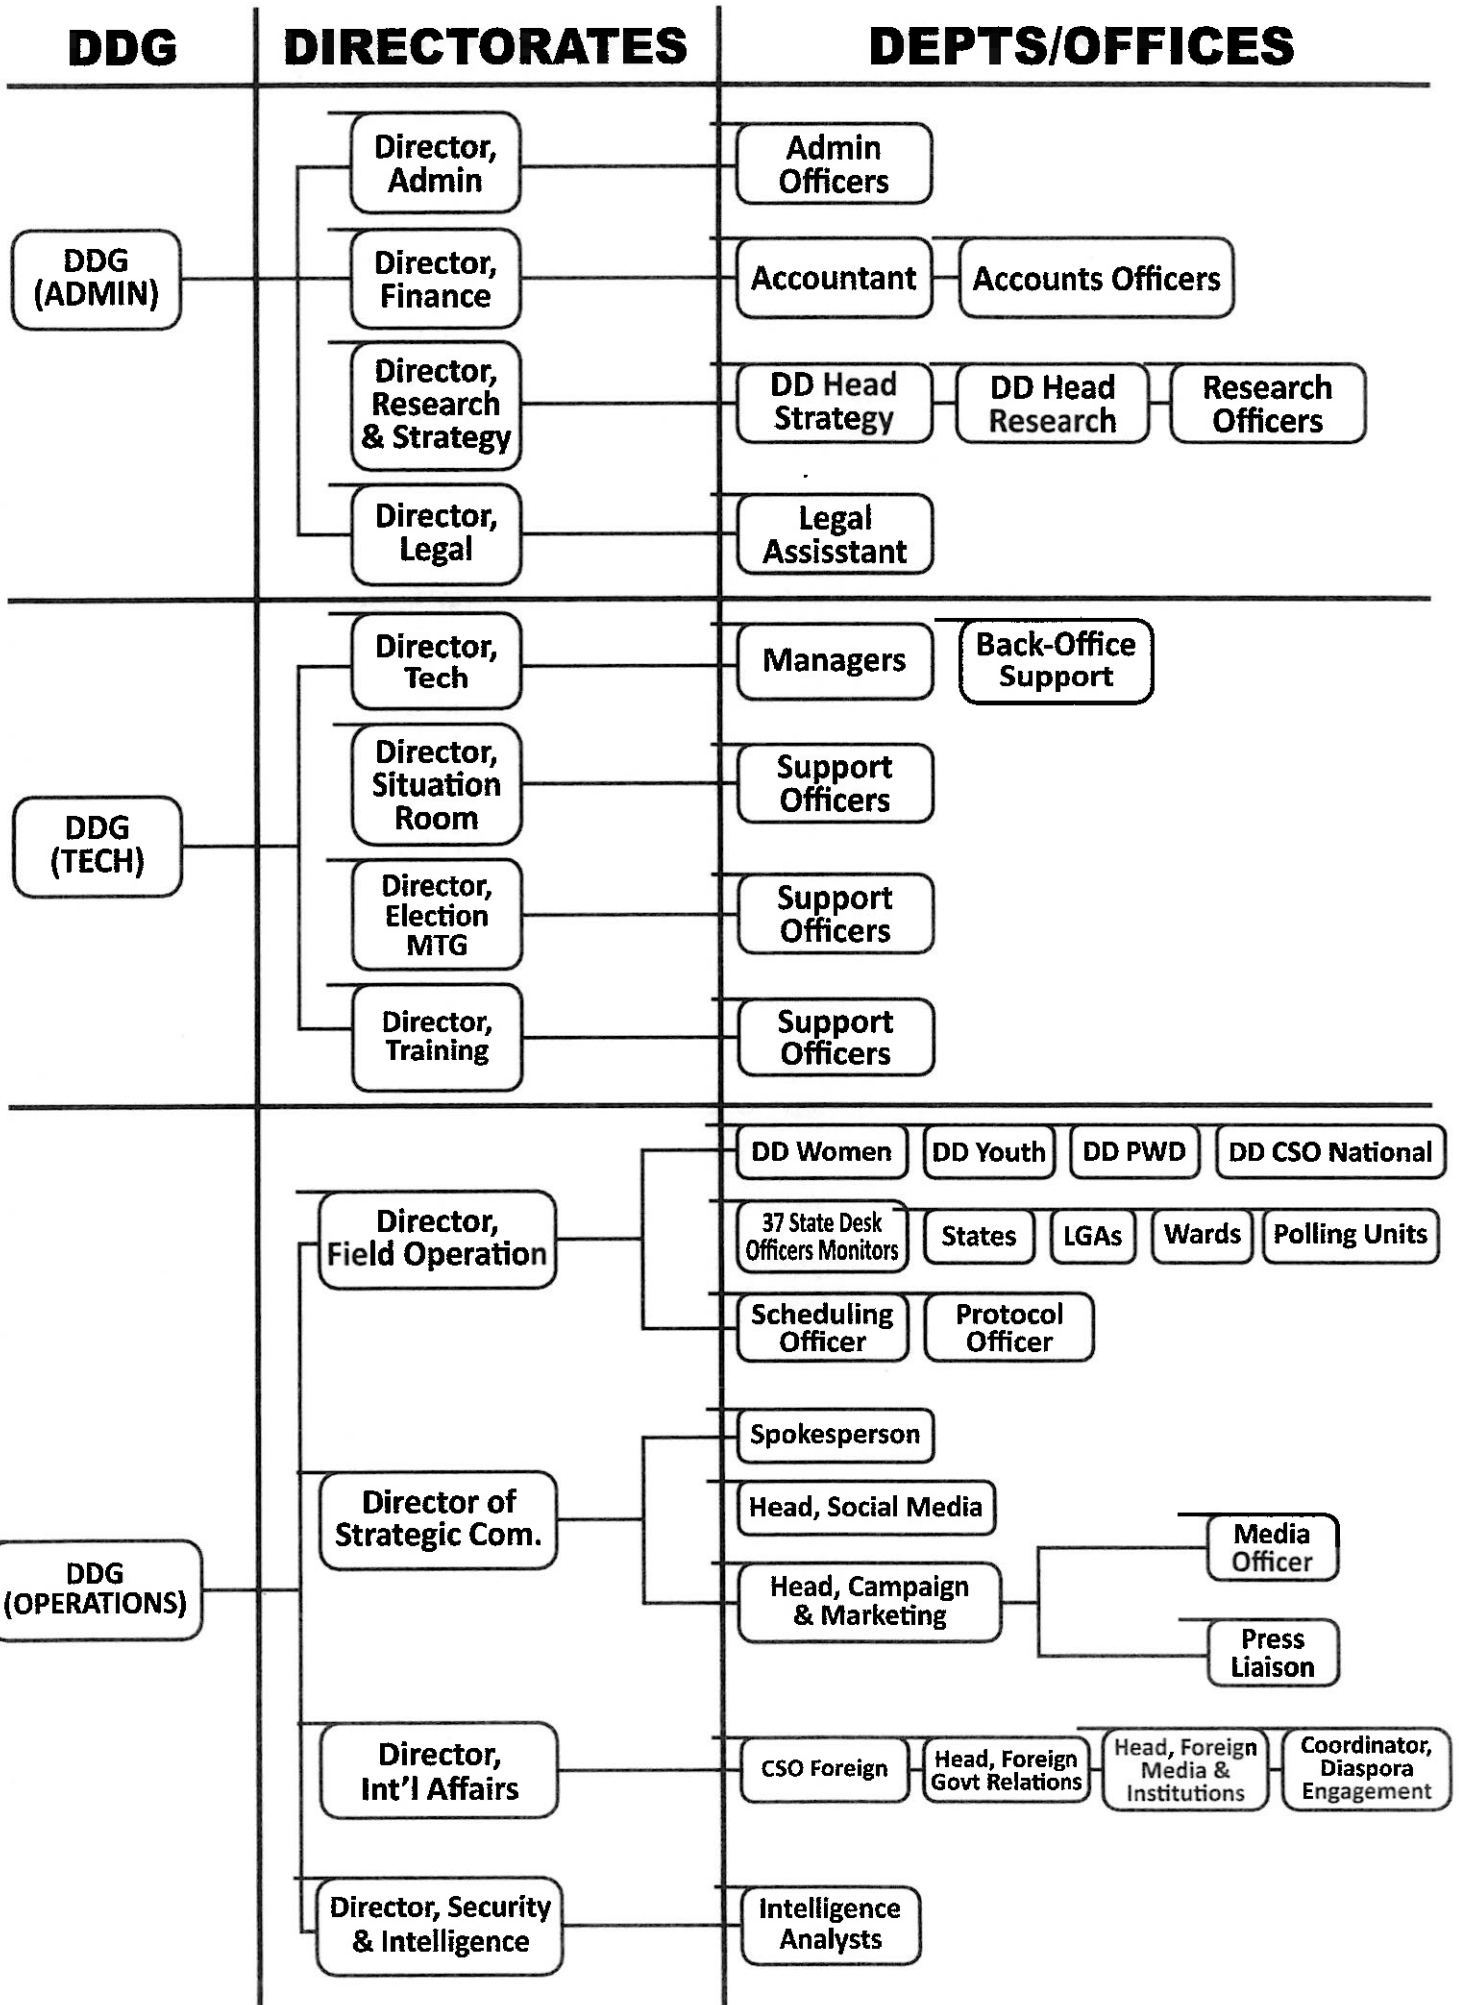 DDG
DIRECTORATES
DEPTS/OFFICES
DDG
(ADMIN)
Director,
Admin
Admin
Officers
Director,
Finance
Accountant
Accounts Officers
Director,
Research
& Strategy
DD Head
Strategy
DD Head
Research
Research
Officers
Director,
Legal
Legal
Assisstant
DDG
(TECH)
Director,
Tech
Managers
Back-Office
Support
Director,
Situation
Room
Support
Officers
Director,
Election
MTG
Support
Officers
Director,
Training
Support
Officers
DDG
(OPERATIONS)
Director,
Field Operation
DD Women
DD Youth
DD PWD
DD CSO National
37 State Desk
Officers Monitors
States
LGAs
Wards
Polling Units
Scheduling
Officer
Protocol
Officer
Director of
Strategic Com.
Spokesperson
Head, Social Media
Head, Campaign
& Marketing
Media
Officer
Press
Liaison
Director,
Int'l Affairs
CSO Foreign
Head, Foreign
Govt Relations
Head, Foreign
Media &
Institutions
Coordinator,
Diaspora
Engagement
Director, Security
& Intelligence
Intelligence
Analysts